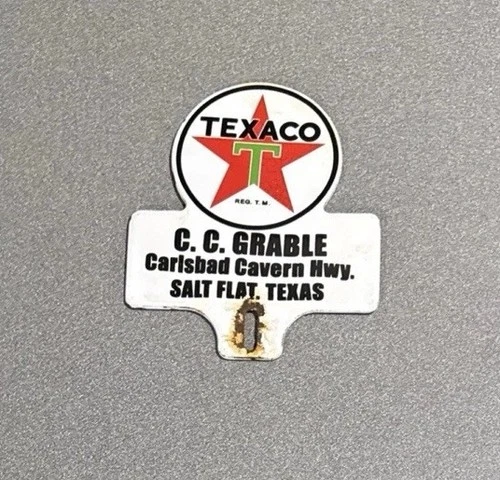 TEXACO
T
REG. T. M.
C. C. GRABLE
Carlsbad Cavern Hwy.
SALT FLAT, TEXAS